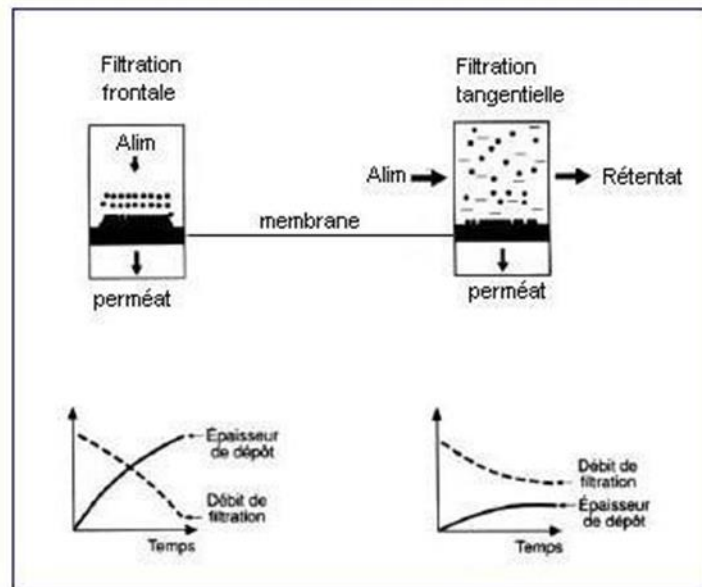 Filtration
frontale
Filtration
tangentielle
Alim
Alim
Rétentat
membrane
perméat
perméat
Épaisseur
de dépôt
Débit de
filtration
Temps
Débit de
filtration
Épaisseur
de dépôt
Temps